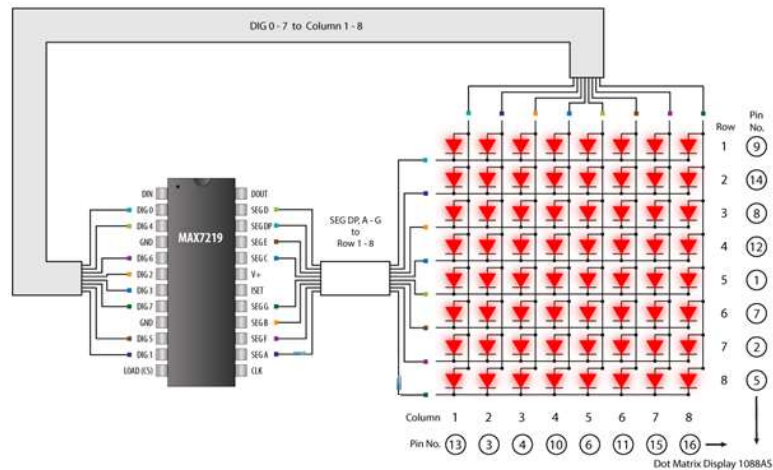 DIG 0 - 7 to Column 1 - 8
Row
Pin
No.
1 9
2 14
3 8
4 12
5 1
6 7
7 2
8 5
DIN
DIG 0
DIG 4
GND
DIG 6
DIG 2
DIG 3
DIG 7
GND
DIG 5
DIG 1
LOAD (CS)
MAX7219
DOUT
SEG D
SEG DP
SEG E
SEG C
V+
ISET
SEG G
SEG B
SEG F
SEG A
CLK
SEG DP, A - G
to
Row 1 - 8
Column 1 2 3 4 5 6 7 8
Pin No. 13 3 4 10 6 11 15 16
Dot Matrix Display 1088AS